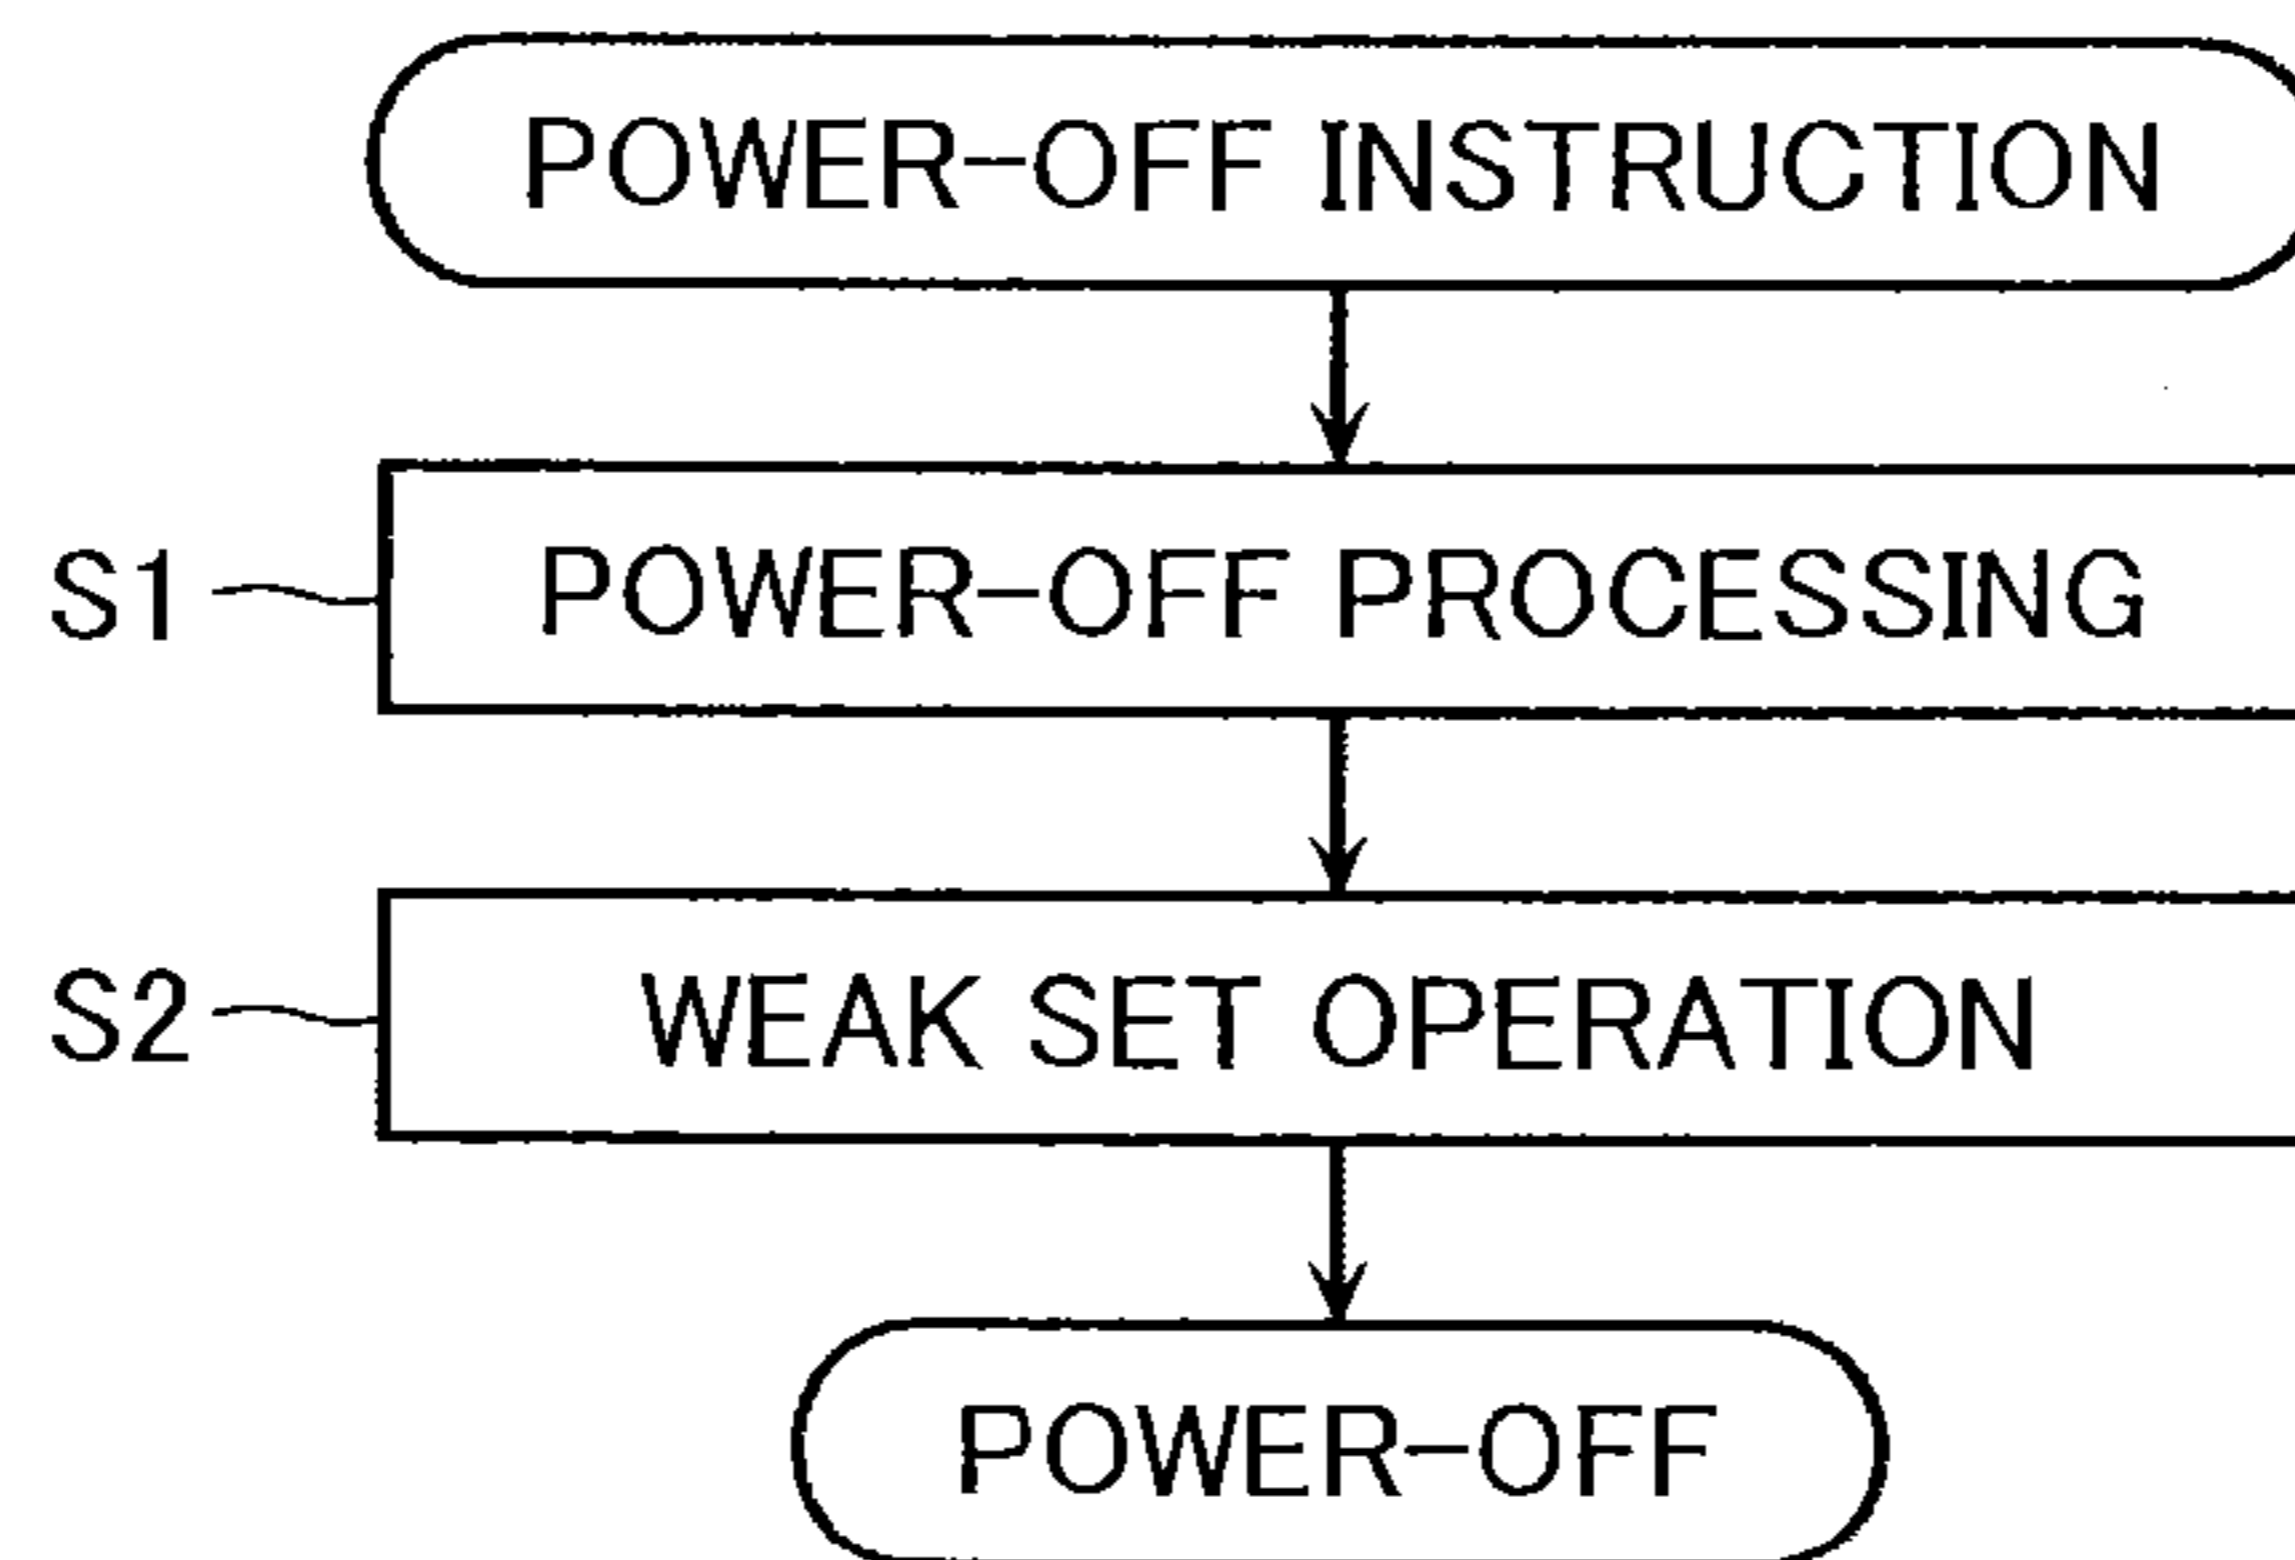 POWER-OFF INSTRUCTION
S1 POWER-OFF PROCESSING
S2 WEAK SET OPERATION
POWER-OFF